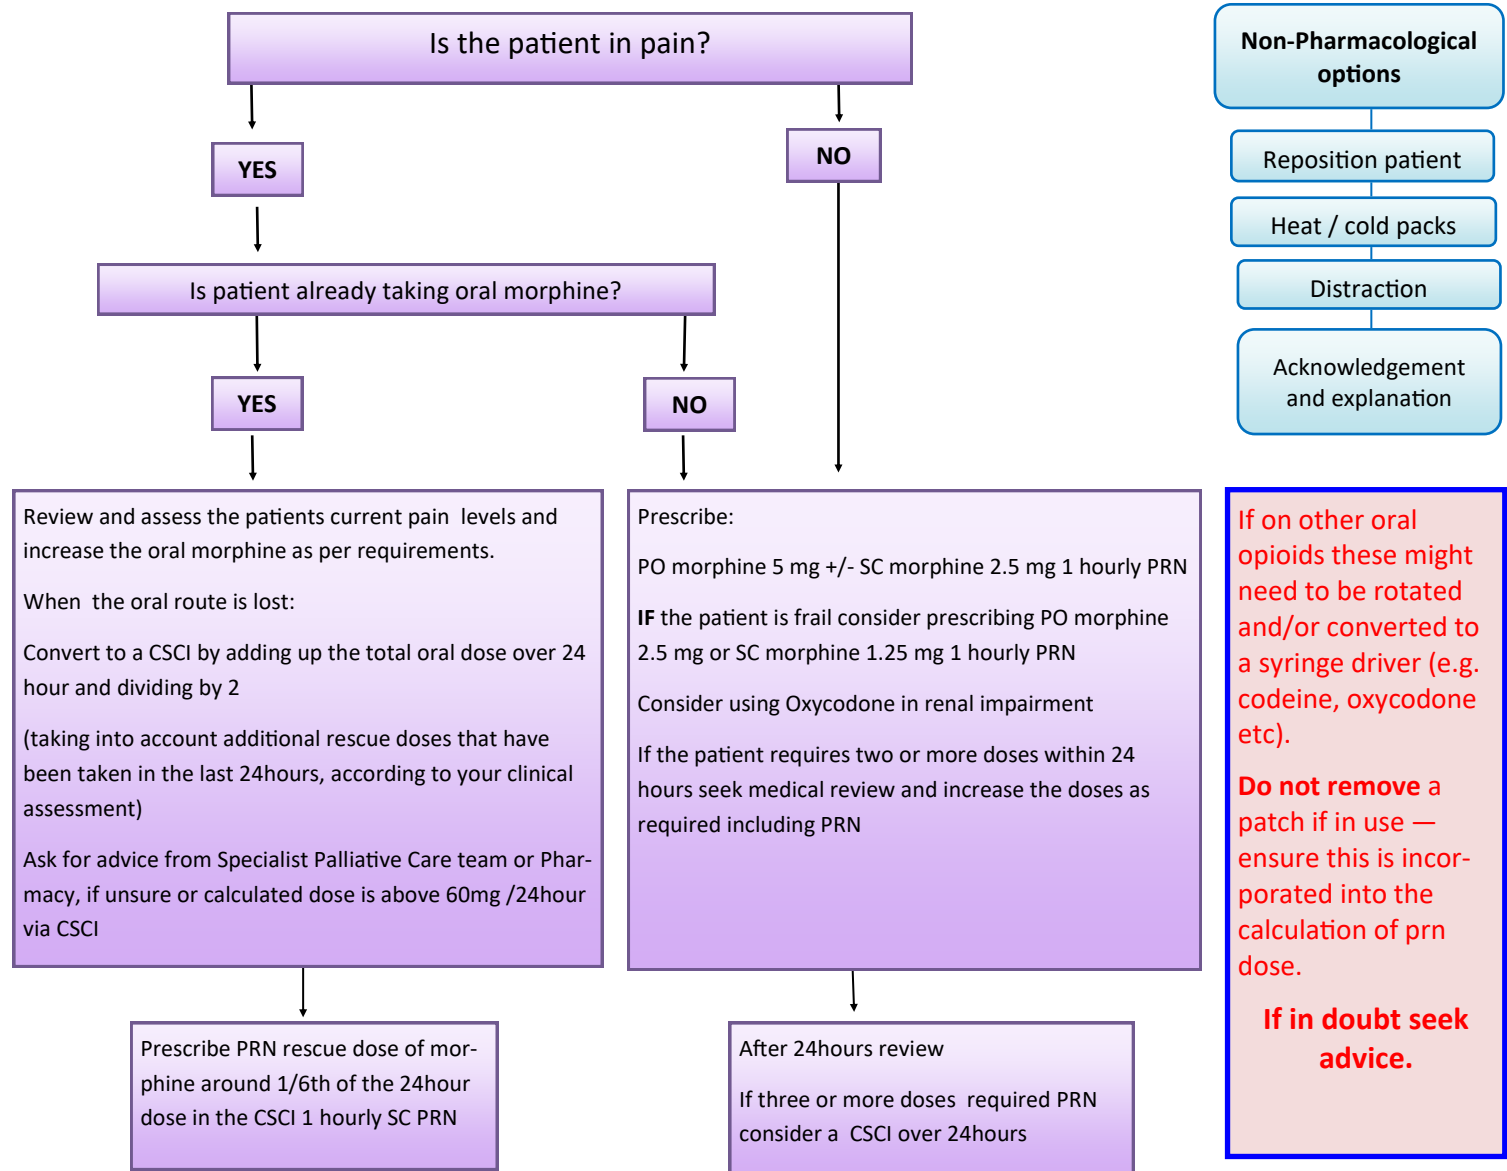 Is the patient in pain?
YES
NO
Is patient already taking oral morphine?
YES
NO
Review and assess the patients current pain levels and
increase the oral morphine as per requirements.
When the oral route is lost:
Convert to a CSCI by adding up the total oral dose over 24
hour and dividing by 2
(taking into account additional rescue doses that have
been taken in the last 24hours, according to your clinical
assessment)
Ask for advice from Specialist Palliative Care team or Phar-
macy, if unsure or calculated dose is above 60mg /24hour
via CSCI
Prescribe PRN rescue dose of mor-
phine around 1/6th of the 24hour
dose in the CSCI 1 hourly SC PRN
Prescribe:
PO morphine 5 mg +/- SC morphine 2.5 mg 1 hourly PRN
IF the patient is frail consider prescribing PO morphine
2.5 mg or SC morphine 1.25 mg 1 hourly PRN
Consider using Oxycodone in renal impairment
If the patient requires two or more doses within 24
hours seek medical review and increase the doses as
required including PRN
After 24hours review
If three or more doses required PRN
consider a CSCI over 24hours
Non-Pharmacological
options
Reposition patient
Heat / cold packs
Distraction
Acknowledgement
and explanation
If on other oral
opioids these might
need to be rotated
and/or converted to
a syringe driver (e.g.
codeine, oxycodone
etc).
Do not remove a
patch if in use —
ensure this is incor-
porated into the
calculation of prn
dose.
If in doubt seek
advice.